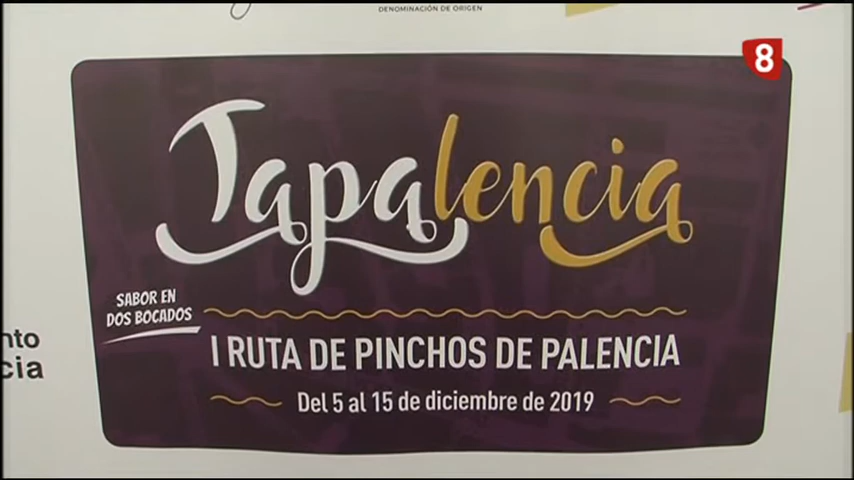 DENOMINACIÓN DE ORIGEN
8
Tapalencia
SABOR EN
DOS BOCADOS
I RUTA DE PINCHOS DE PALENCIA
Del 5 al 15 de diciembre de 2019
nto
cia